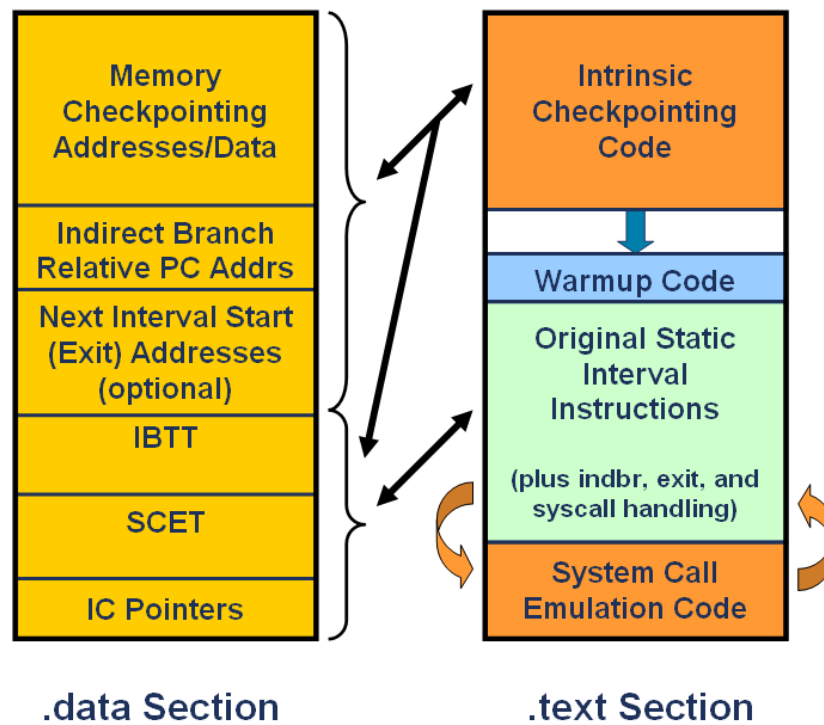 Memory
Checkpointing
Addresses/Data
Indirect Branch
Relative PC Addrs
Next Interval Start
(Exit) Addresses
(optional)
IBTT
SCET
IC Pointers
.data Section
Intrinsic
Checkpointing
Code
Warmup Code
Original Static
Interval
Instructions
(plus indbr, exit, and
syscall handling)
System Call
Emulation Code
.text Section